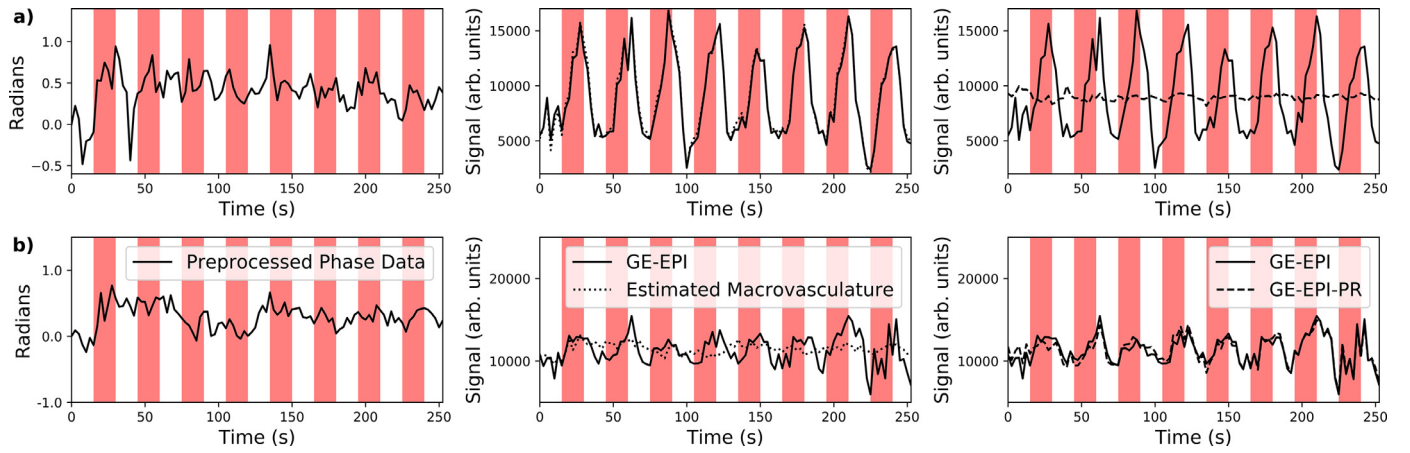 a)
Radians
1.0
0.5
0.0
−0.5
0 50 100 150 200 250
Time (s)
Signal (arb. units)
15000
10000
5000
0 50 100 150 200 250
Time (s)
Signal (arb. units)
15000
10000
5000
0 50 100 150 200 250
Time (s)
b)
Radians
1.0
0.0
-1.0
Preprocessed Phase Data
0 50 100 150 200 250
Time (s)
Signal (arb. units)
20000
10000
GE-EPI
Estimated Macrovasculature
0 50 100 150 200 250
Time (s)
Signal (arb. units)
20000
10000
GE-EPI
GE-EPI-PR
0 50 100 150 200 250
Time (s)